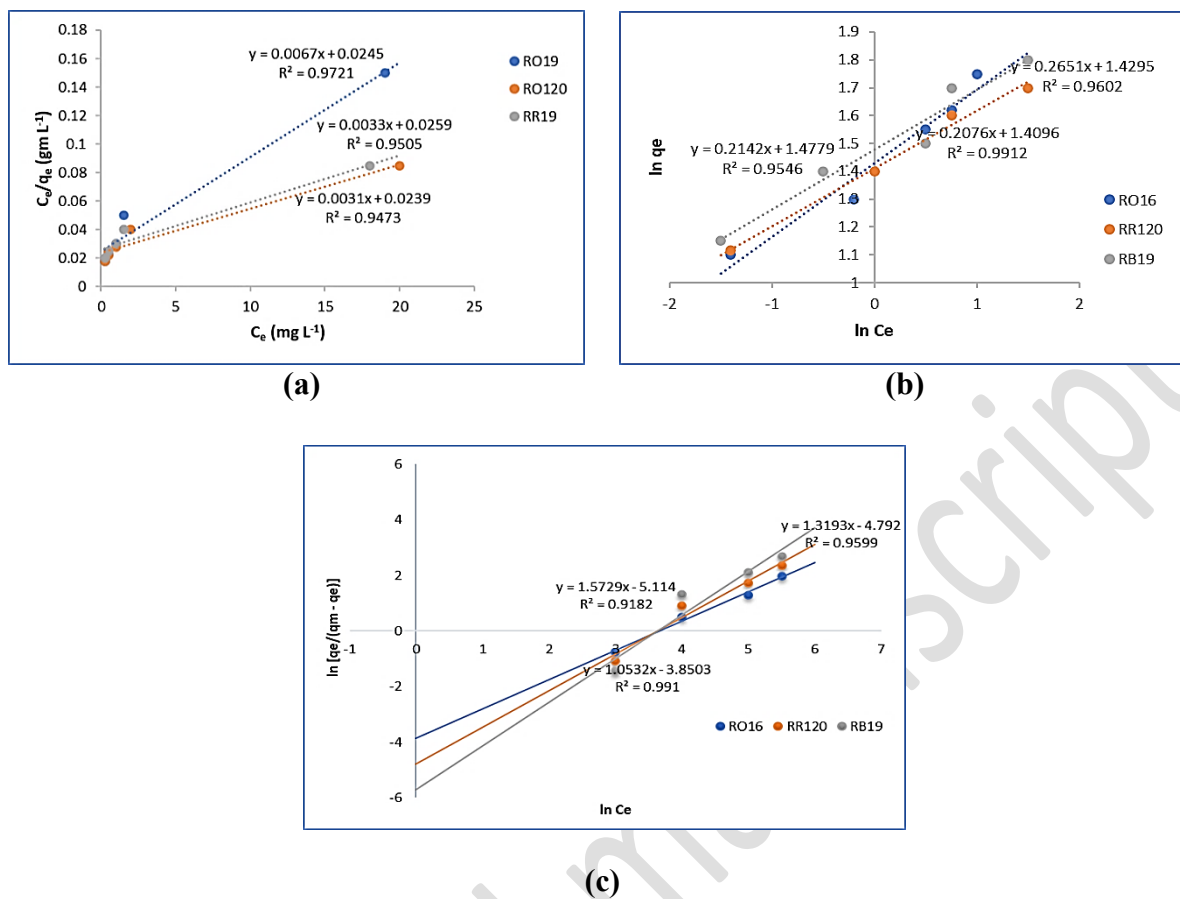 0.18
0.16
0.14
0.12
0.1
0.08
0.06
0.04
0.02
0
0
5
10
15
20
25
Ce/qe (gm L-1)
Ce (mg L-1)
y = 0.0067x + 0.0245
R² = 0.9721
y = 0.0033x + 0.0259
R² = 0.9505
y = 0.0031x + 0.0239
R² = 0.9473
RO19
RO120
RR19
(a)
1.9
1.8
1.7
1.6
1.5
1.4
1.3
1.2
1.1
1
-2
-1
0
1
2
ln qe
ln Ce
y = 0.2651x + 1.4295
R² = 0.9602
y = 0.2076x + 1.4096
R² = 0.9912
y = 0.2142x + 1.4779
R² = 0.9546
RO16
RR120
RB19
(b)
6
4
2
0
-2
-4
-6
-1
0
1
2
3
4
5
6
7
ln [qe/(qm - qe)]
ln Ce
y = 1.3193x - 4.792
R² = 0.9599
y = 1.5729x - 5.114
R² = 0.9182
y = 1.0532x - 3.8503
R² = 0.991
RO16
RR120
RB19
(c)